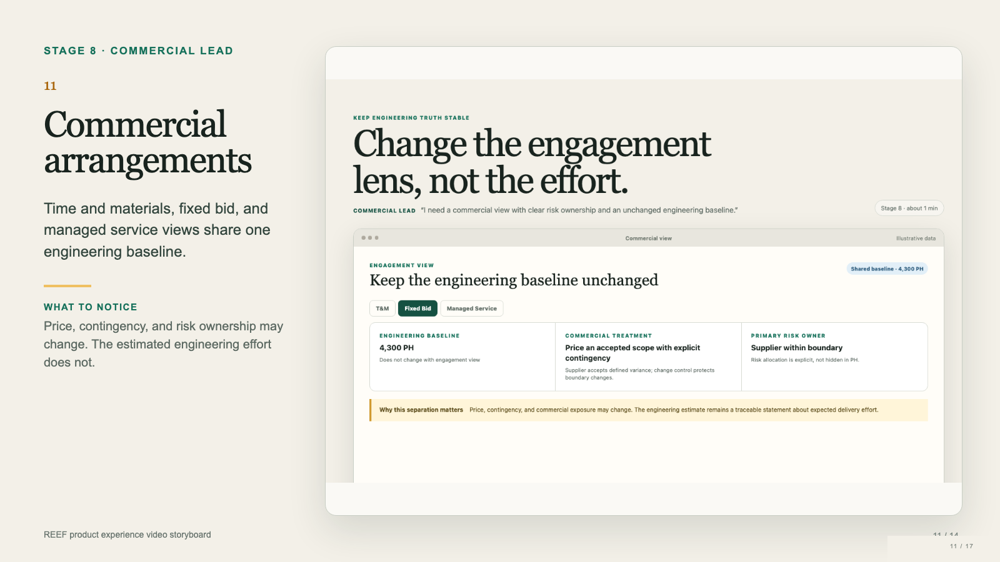 STAGE 8 · COMMERCIAL LEAD
11
Commercial
arrangements
Time and materials, fixed bid, and
managed service views share one
engineering baseline.
WHAT TO NOTICE
Price, contingency, and risk ownership may
change. The estimated engineering effort
does not.
KEEP ENGINEERING TRUTH STABLE
Change the engagement
lens, not the effort.
COMMERCIAL LEAD “I need a commercial view with clear risk ownership and an unchanged engineering baseline.”
Stage 8 · about 1 min
Commercial view
Illustrative data
ENGAGEMENT VIEW
Keep the engineering baseline unchanged
Shared baseline · 4,300 PH
T&M
Fixed Bid
Managed Service
ENGINEERING BASELINE
4,300 PH
Does not change with engagement view
COMMERCIAL TREATMENT
Price an accepted scope with explicit
contingency
Supplier accepts defined variance; change control protects
boundary changes.
PRIMARY RISK OWNER
Supplier within boundary
Risk allocation is explicit, not hidden in PH.
Why this separation matters Price, contingency, and commercial exposure may change. The engineering estimate remains a traceable statement about expected delivery effort.
REEF product experience video storyboard
11 / 14
11 / 17